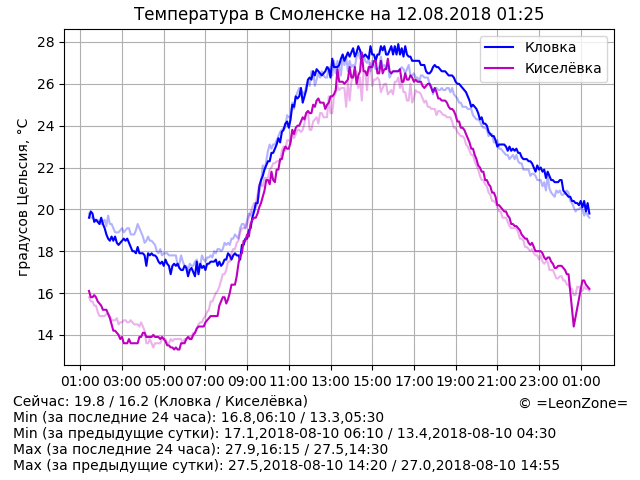 Температура в Смоленске на 12.08.2018 01:25
Кловка
Киселёвка
градусов Цельсия, °C
28
26
24
22
20
18
16
14
01:00 03:00 05:00 07:00 09:00 11:00 13:00 15:00 17:00 19:00 21:00 23:00 01:00
Сейчас: 19.8 / 16.2 (Кловка / Киселёвка)
© =LeonZone=
Min (за последние 24 часа): 16.8,06:10 / 13.3,05:30
Min (за предыдущие сутки): 17.1,2018-08-10 06:10 / 13.4,2018-08-10 04:30
Max (за последние 24 часа): 27.9,16:15 / 27.5,14:30
Max (за предыдущие сутки): 27.5,2018-08-10 14:20 / 27.0,2018-08-10 14:55